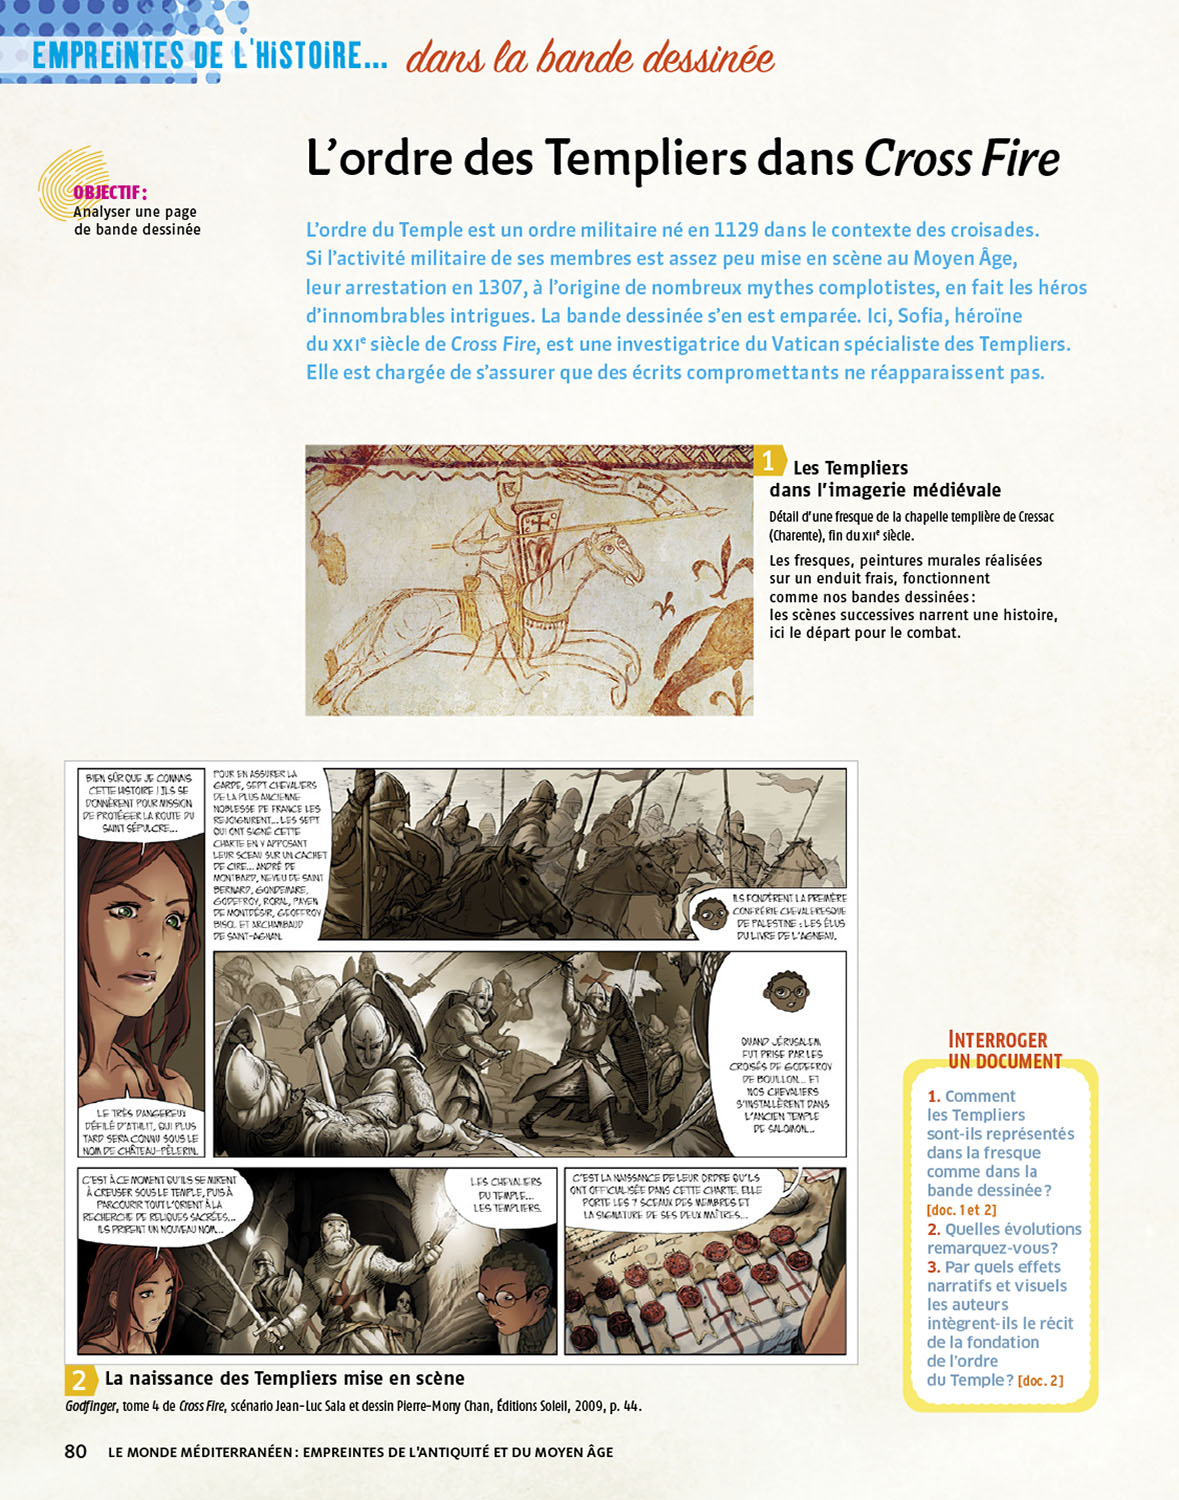 EMPREINTES DE L'HISTOIRE... dans la bande dessinée
L'ordre des Templiers dans Cross Fire
OBJECTIF :
Analyser une page
de bande dessinée
L'ordre du Temple est un ordre militaire né en 1129 dans le contexte des croisades.
Si l'activité militaire de ses membres est assez peu mise en scène au Moyen Âge,
leur arrestation en 1307, à l'origine de nombreux mythes complotistes, en fait les héros
d'innombrables intrigues. La bande dessinée s'en est emparée. Ici, Sofia, héroïne
du XXIe siècle de Cross Fire, est une investigatrice du Vatican spécialiste des Templiers.
Elle est chargée de s'assurer que des écrits compromettants ne réapparaissent pas.
1 Les Templiers
dans l'imagerie médiévale
Détail d'une fresque de la chapelle templière de Cressac
(Charente), fin du XIIe siècle.
Les fresques, peintures murales réalisées
sur un enduit frais, fonctionnent
comme nos bandes dessinées :
les scènes successives narrent une histoire,
ici le départ pour le combat.
BIEN SÛR QUE JE CONNAIS
CETTE HISTOIRE ! ILS SE
DONNÈRENT POUR MISSION
DE PROTÉGER LA ROUTE DU
SAINT SÉPULCRE...
LE TRÈS DANGEREUX
DÉFILÉ D'ATHLIT, QUI PLUS
TARD SERA CONNU SOUS LE
NOM DE CHÂTEAU-PÈLERIN.
POUR EN ASSURER LA
GARDE, SEPT CHEVALIERS
DE LA PLUS ANCIENNE
NOBLESSE DE FRANCE LES
REJOIGNIRENT... LES SEPT
QUI ONT SIGNÉ CETTE
CHARTE EN Y APPOSANT
LEUR SCEAU SUR UN CACHET
DE CIRE... ANDRÉ DE
MONTBARD, NEVEU DE SAINT
BERNARD, GONDEMARE,
GODEFROY, RORAL, PAYEN
DE MONTDÉSIR, GEOFFROY
BISOL ET ARCHAMBAUD
DE SAINT-AGNAN.
ILS FONDÈRENT LA PREMIÈRE
CONFRÉRIE CHEVALERESQUE
DE PALESTINE : LES ÉLUS
DU LIVRE DE L'AGNEAU.
QUAND JÉRUSALEM
FUT PRISE PAR LES
CROISÉS DE GODEFROY
DE BOUILLON... ET
NOS CHEVALIERS
S'INSTALLÈRENT DANS
L'ANCIEN TEMPLE
DE SALOMON...
C'EST À CE MOMENT QU'ILS SE MIRENT
À CREUSER SOUS LE TEMPLE, PUIS À
PARCOURIR TOUT L'ORIENT À LA
RECHERCHE DE RELIQUES SACRÉES...
ILS PRIRENT UN NOUVEAU NOM...
LES CHEVALIERS
DU TEMPLE...
LES TEMPLIERS.
C'EST LA NAISSANCE DE LEUR ORDRE QU'ILS
ONT OFFICIALISÉE DANS CETTE CHARTE. ELLE
PORTE LES 7 SCEAUX DES MEMBRES ET
LA SIGNATURE DE SES DEUX MAÎTRES...
2 La naissance des Templiers mise en scène
Godfinger, tome 4 de Cross Fire, scénario Jean-Luc Sala et dessin Pierre-Mony Chan, Éditions Soleil, 2009, p. 44.
INTERROGER
UN DOCUMENT
1. Comment
les Templiers
sont-ils représentés
dans la fresque
comme dans la
bande dessinée ?
[doc. 1 et 2]
2. Quelles évolutions
remarquez-vous ?
3. Par quels effets
narratifs et visuels
les auteurs
intègrent-ils le récit
de la fondation
de l'ordre
du Temple ? [doc. 2]
80 LE MONDE MÉDITERRANÉEN : EMPREINTES DE L'ANTIQUITÉ ET DU MOYEN ÂGE